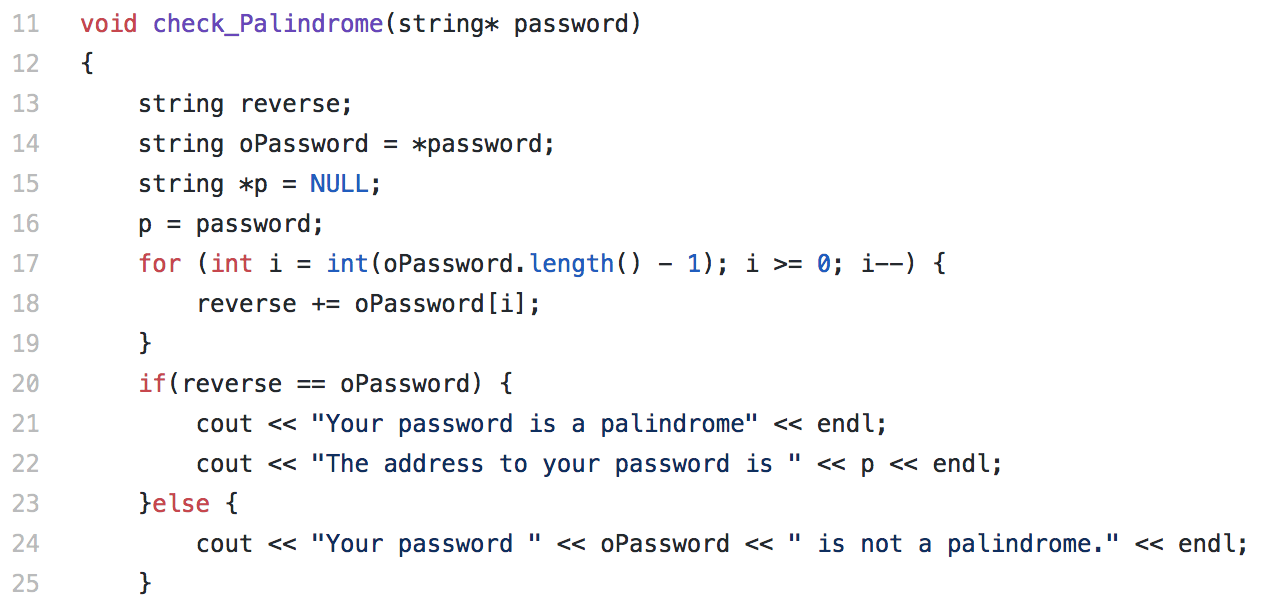 11 void check_Palindrome(string* password)
12 {
13     string reverse;
14     string oPassword = *password;
15     string *p = NULL;
16     p = password;
17     for (int i = int(oPassword.length() - 1); i >= 0; i--) {
18         reverse += oPassword[i];
19     }
20     if(reverse == oPassword) {
21         cout << "Your password is a palindrome" << endl;
22         cout << "The address to your password is " << p << endl;
23     }else {
24         cout << "Your password " << oPassword << " is not a palindrome." << endl;
25     }